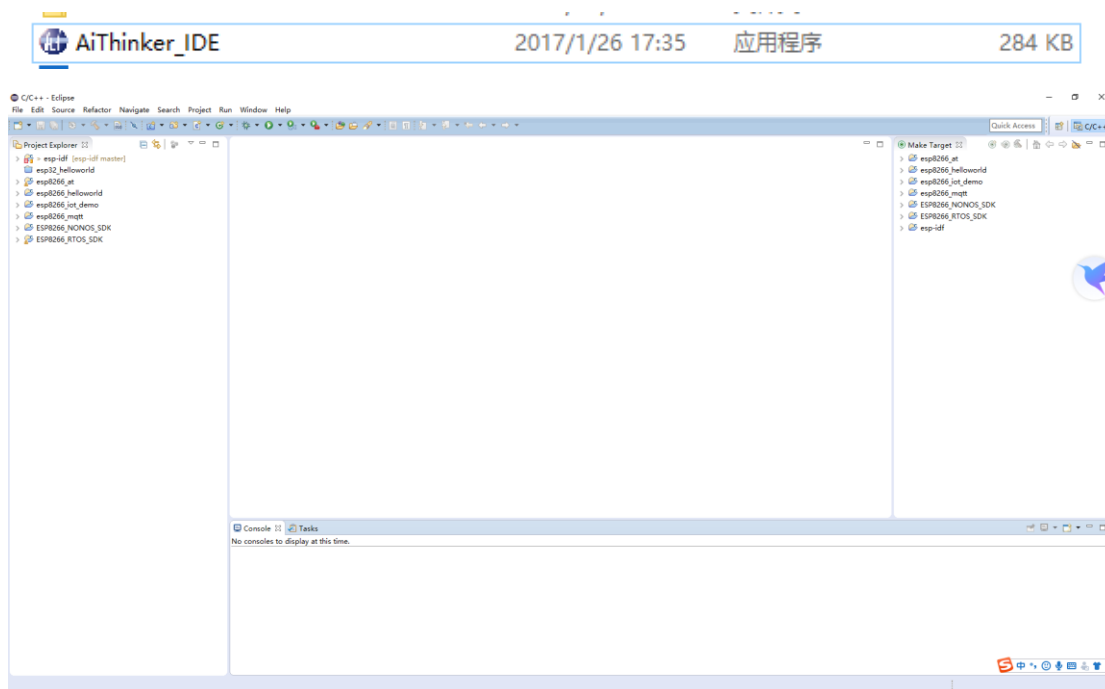 AiThinker_IDE 2017/1/26 17:35 应用程序 284 KB
C/C++ - Eclipse
File Edit Source Refactor Navigate Search Project Run Window Help
Quick Access C/C++
Project Explorer
Make Target
> esp-idf [esp-idf master]
esp32_helloworld
esp8266_at
esp8266_helloworld
esp8266_iot_demo
esp8266_mqtt
ESP8266_NONOS_SDK
ESP8266_RTOS_SDK
esp8266_at
esp8266_helloworld
esp8266_iot_demo
esp8266_mqtt
ESP8266_NONOS_SDK
ESP8266_RTOS_SDK
esp-idf
Console Tasks
No consoles to display at this time.
中